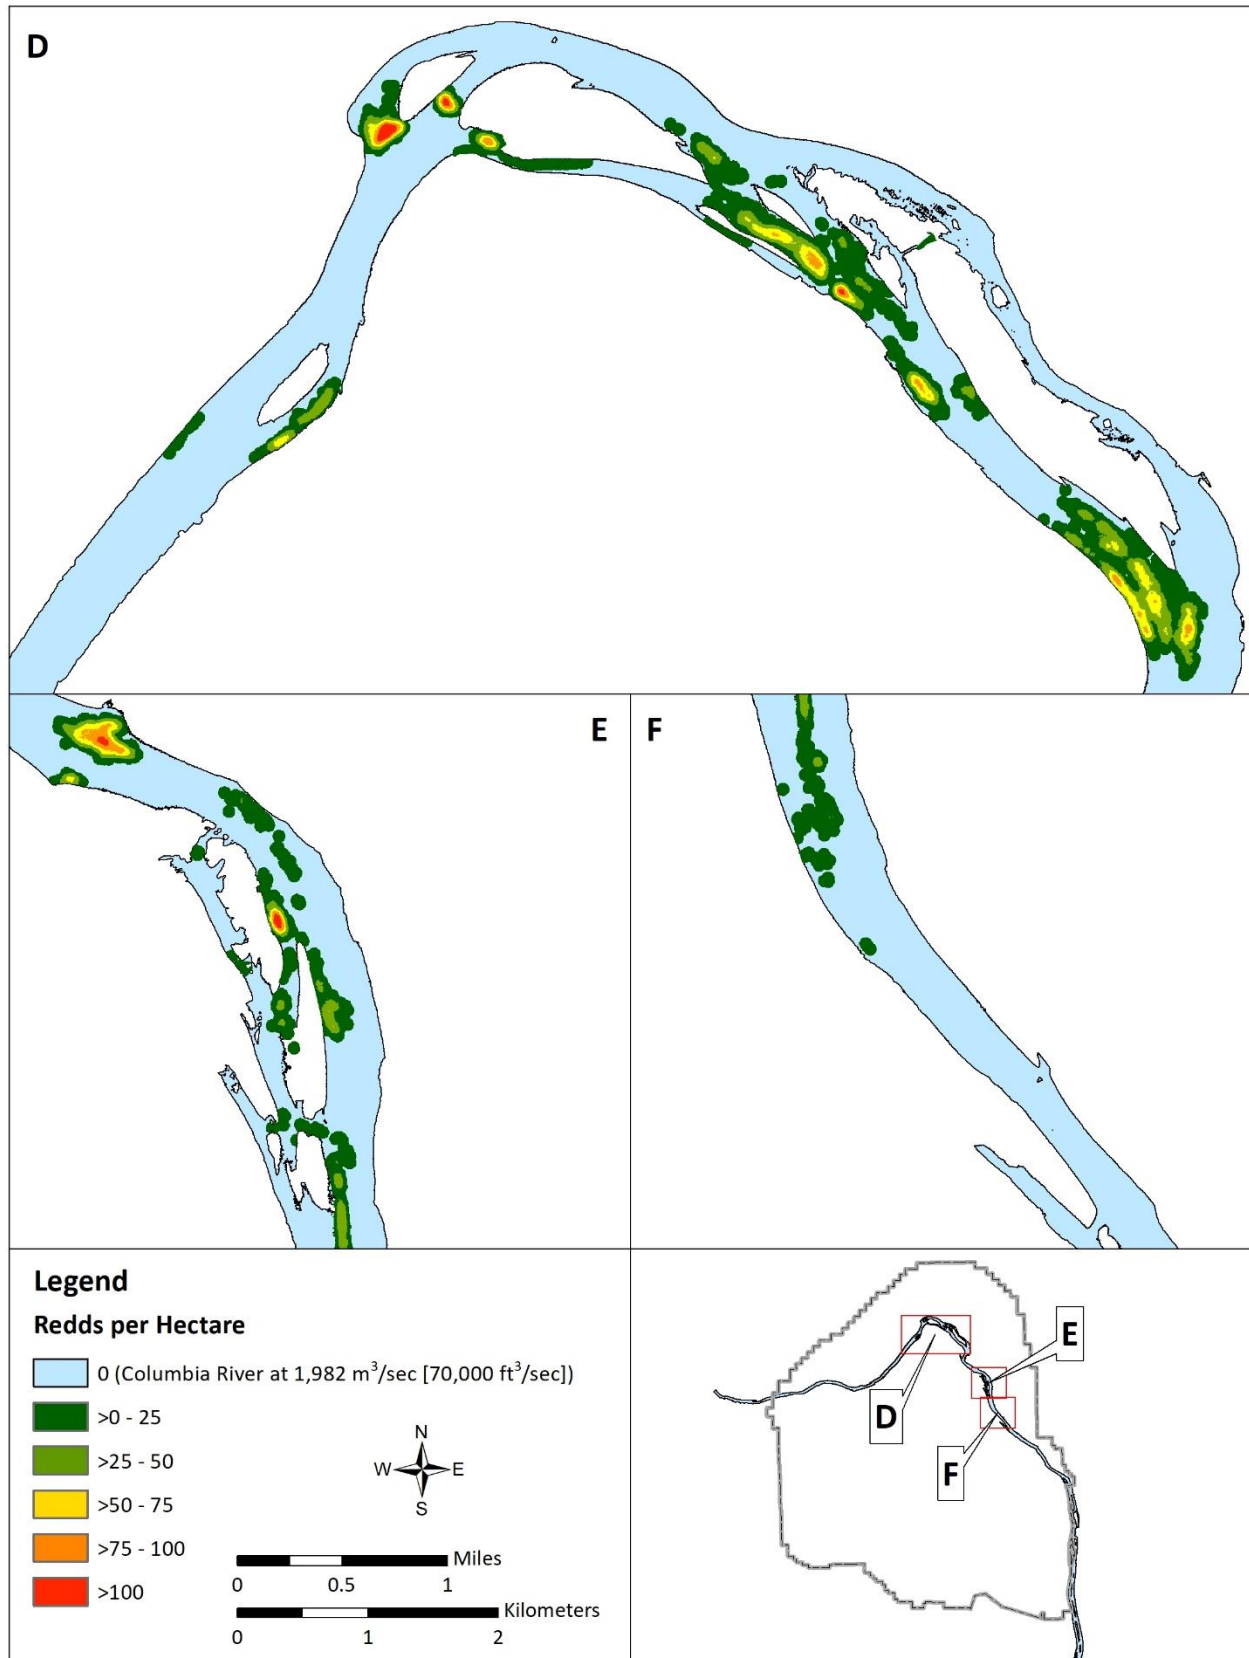 D
E
F
Legend
Redds per Hectare
0 (Columbia River at 1,982 m³/sec [70,000 ft³/sec])
>0 - 25
>25 - 50
>50 - 75
>75 - 100
>100
N
W E
S
Miles
0 0.5 1
Kilometers
0 1 2
E
D
F